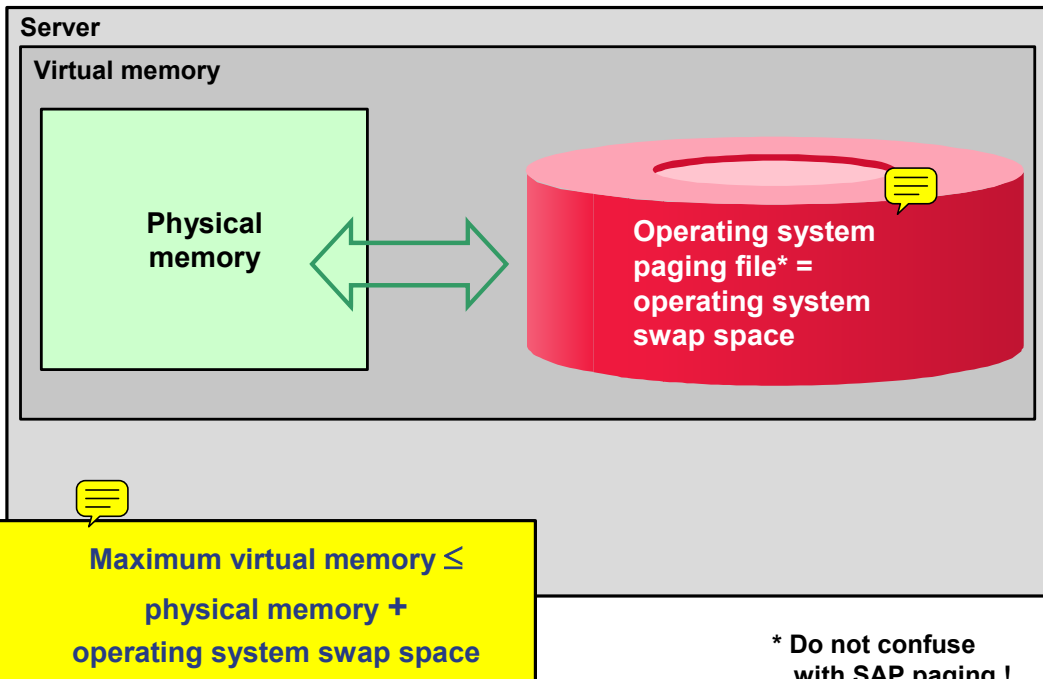 Server
Virtual memory
Physical
memory
Operating system
paging file* =
operating system
swap space
Maximum virtual memory ≤
physical memory +
operating system swap space
* Do not confuse
with SAP paging !